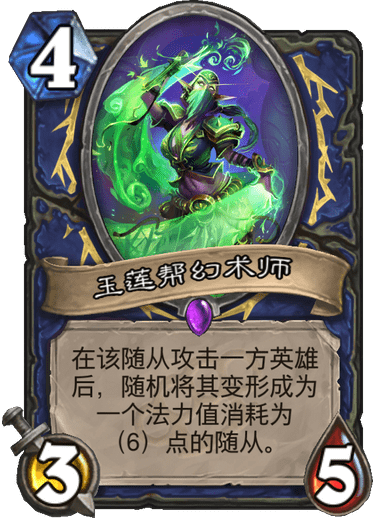 4
玉莲帮幻术师
在该随从攻击一方英雄
后，随机将其变形成为
一个法力值消耗为
（6）点的随从。
3
5